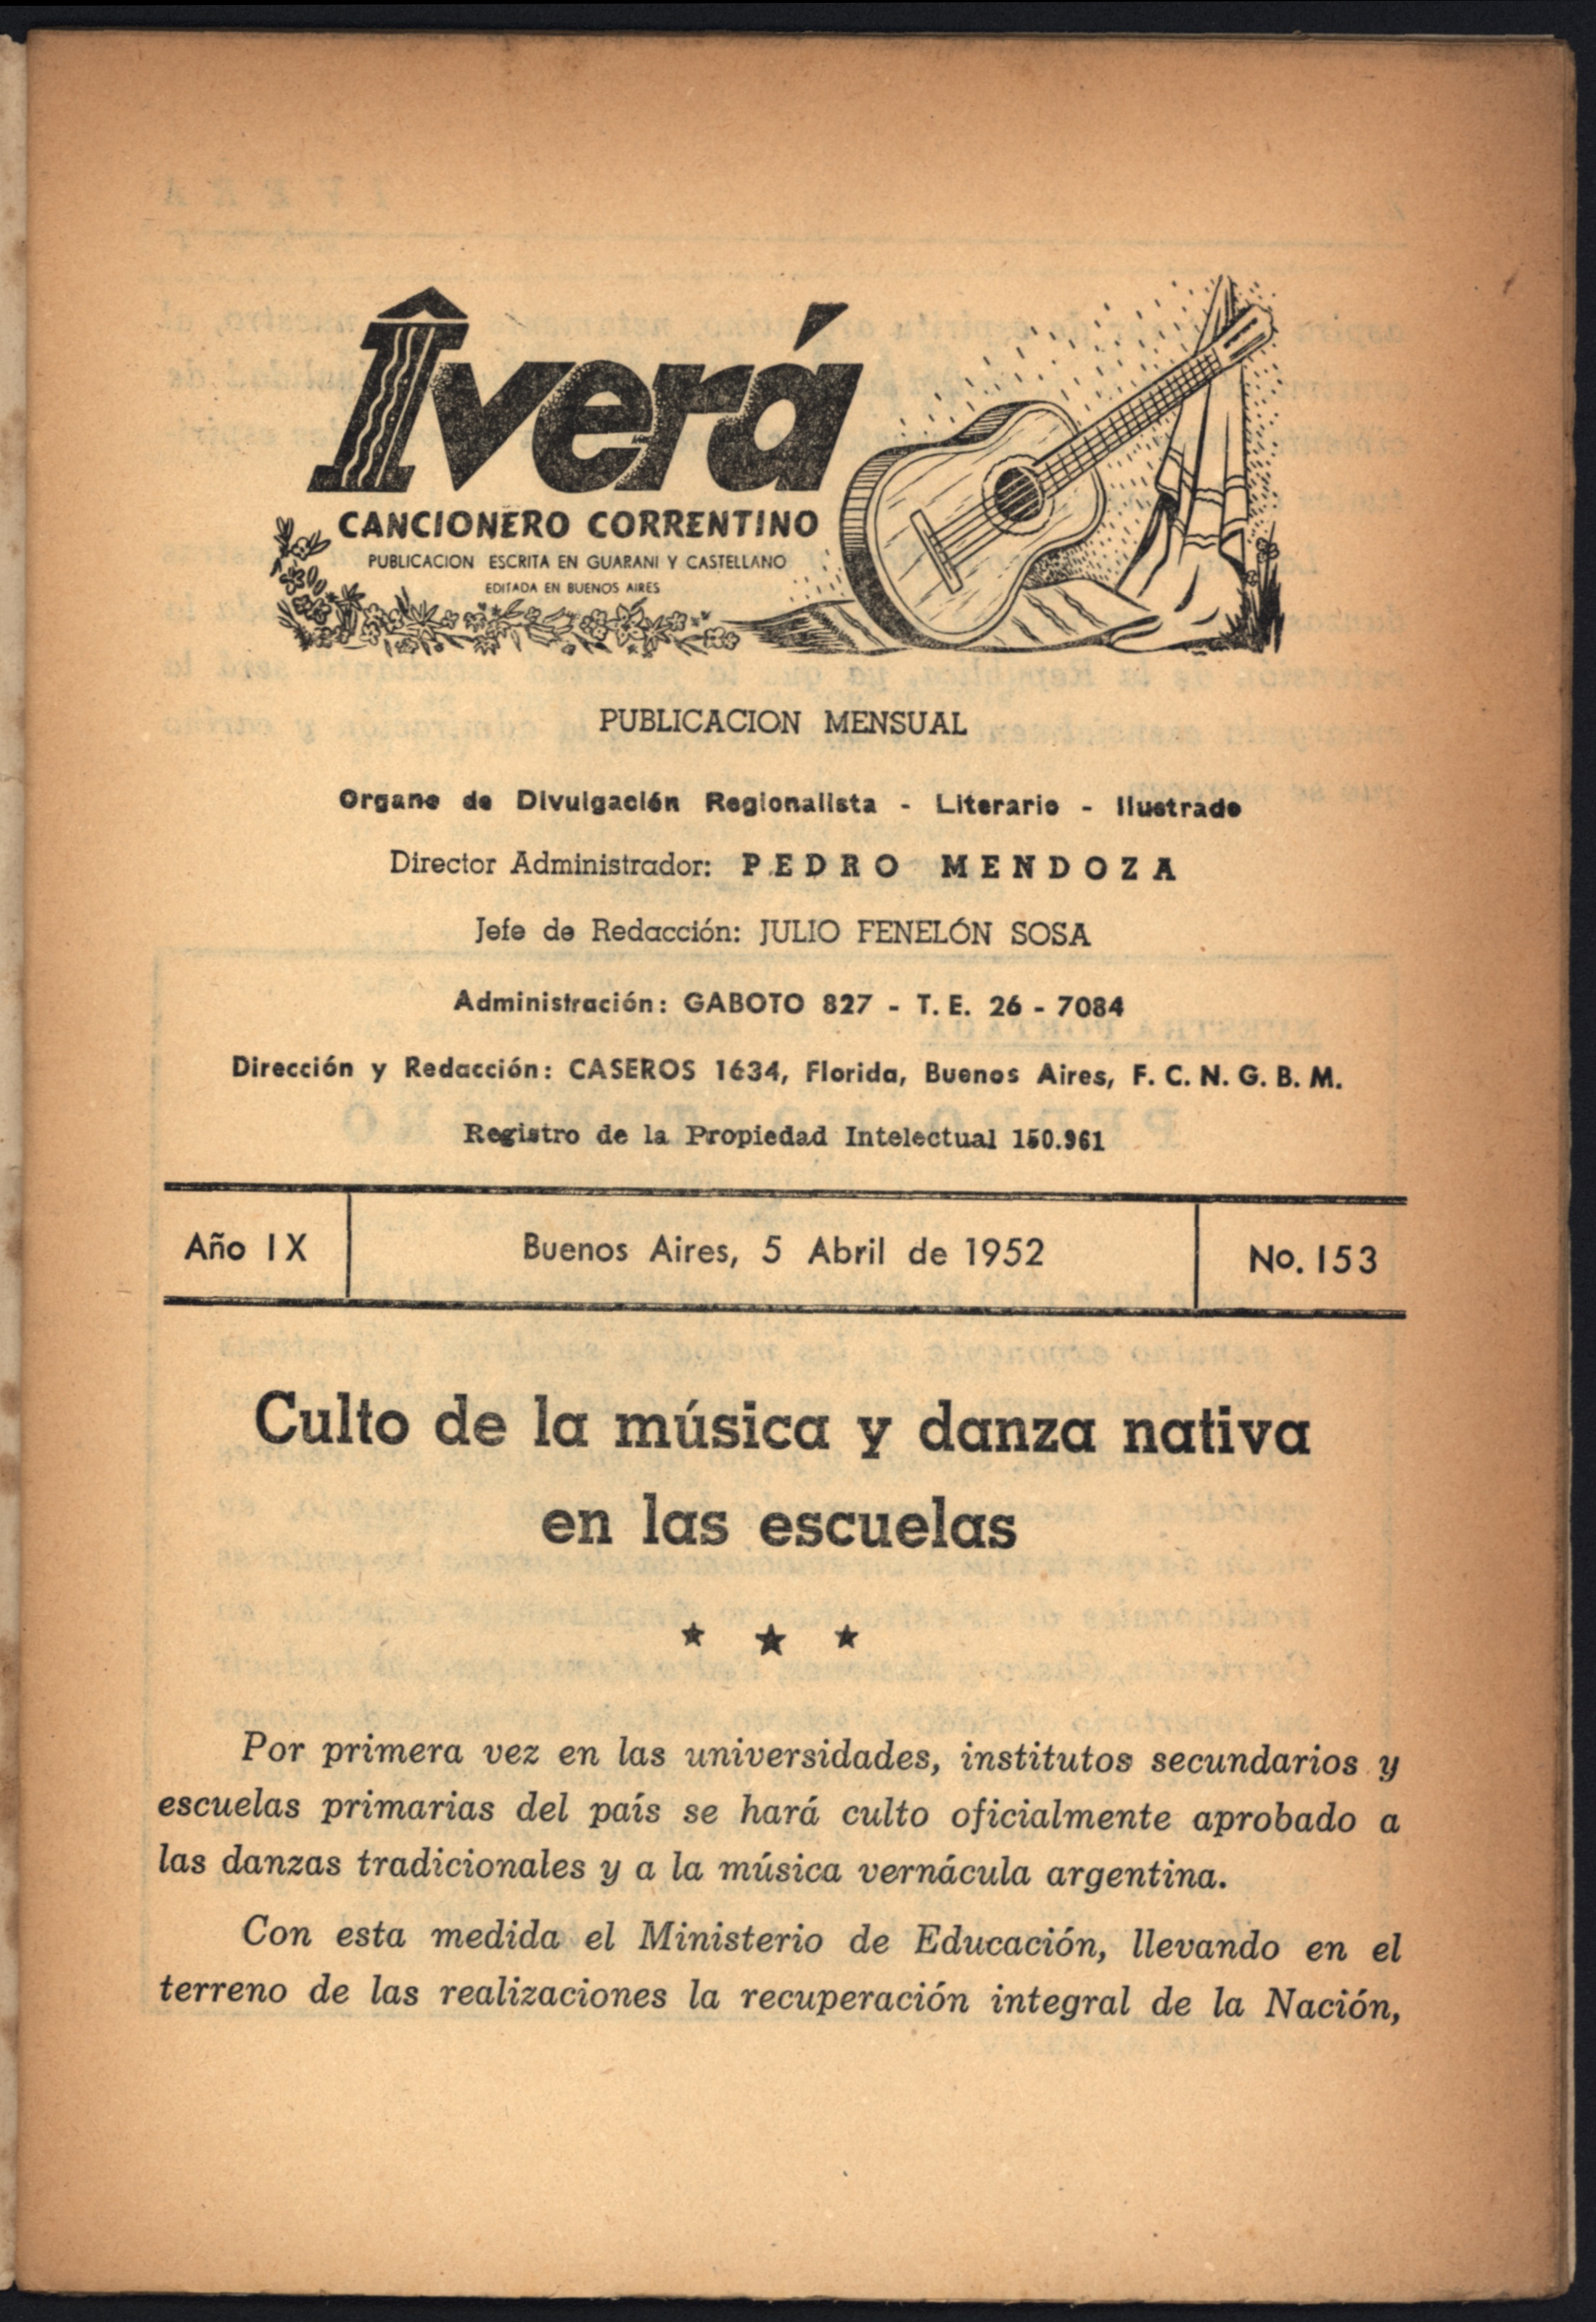 Îverá
CANCIONERO CORRENTINO
PUBLICACION ESCRITA EN GUARANI Y CASTELLANO
EDITADA EN BUENOS AIRES
PUBLICACION MENSUAL
Organo de Divulgación Regionalista - Literario - Ilustrado
Director Administrador: PEDRO MENDOZA
Jefe de Redacción: JULIO FENELÓN SOSA
Administración: GABOTO 827 - T. E. 26 - 7084
Dirección y Redacción: CASEROS 1634, Florida, Buenos Aires, F. C. N. G. B. M.
Registro de la Propiedad Intelectual 150.961
Año IX
Buenos Aires, 5 Abril de 1952
No. 153
Culto de la música y danza nativa
en las escuelas
★ ★ ★
Por primera vez en las universidades, institutos secundarios y
escuelas primarias del país se hará culto oficialmente aprobado a
las danzas tradicionales y a la música vernácula argentina.
Con esta medida el Ministerio de Educación, llevando en el
terreno de las realizaciones la recuperación integral de la Nación,